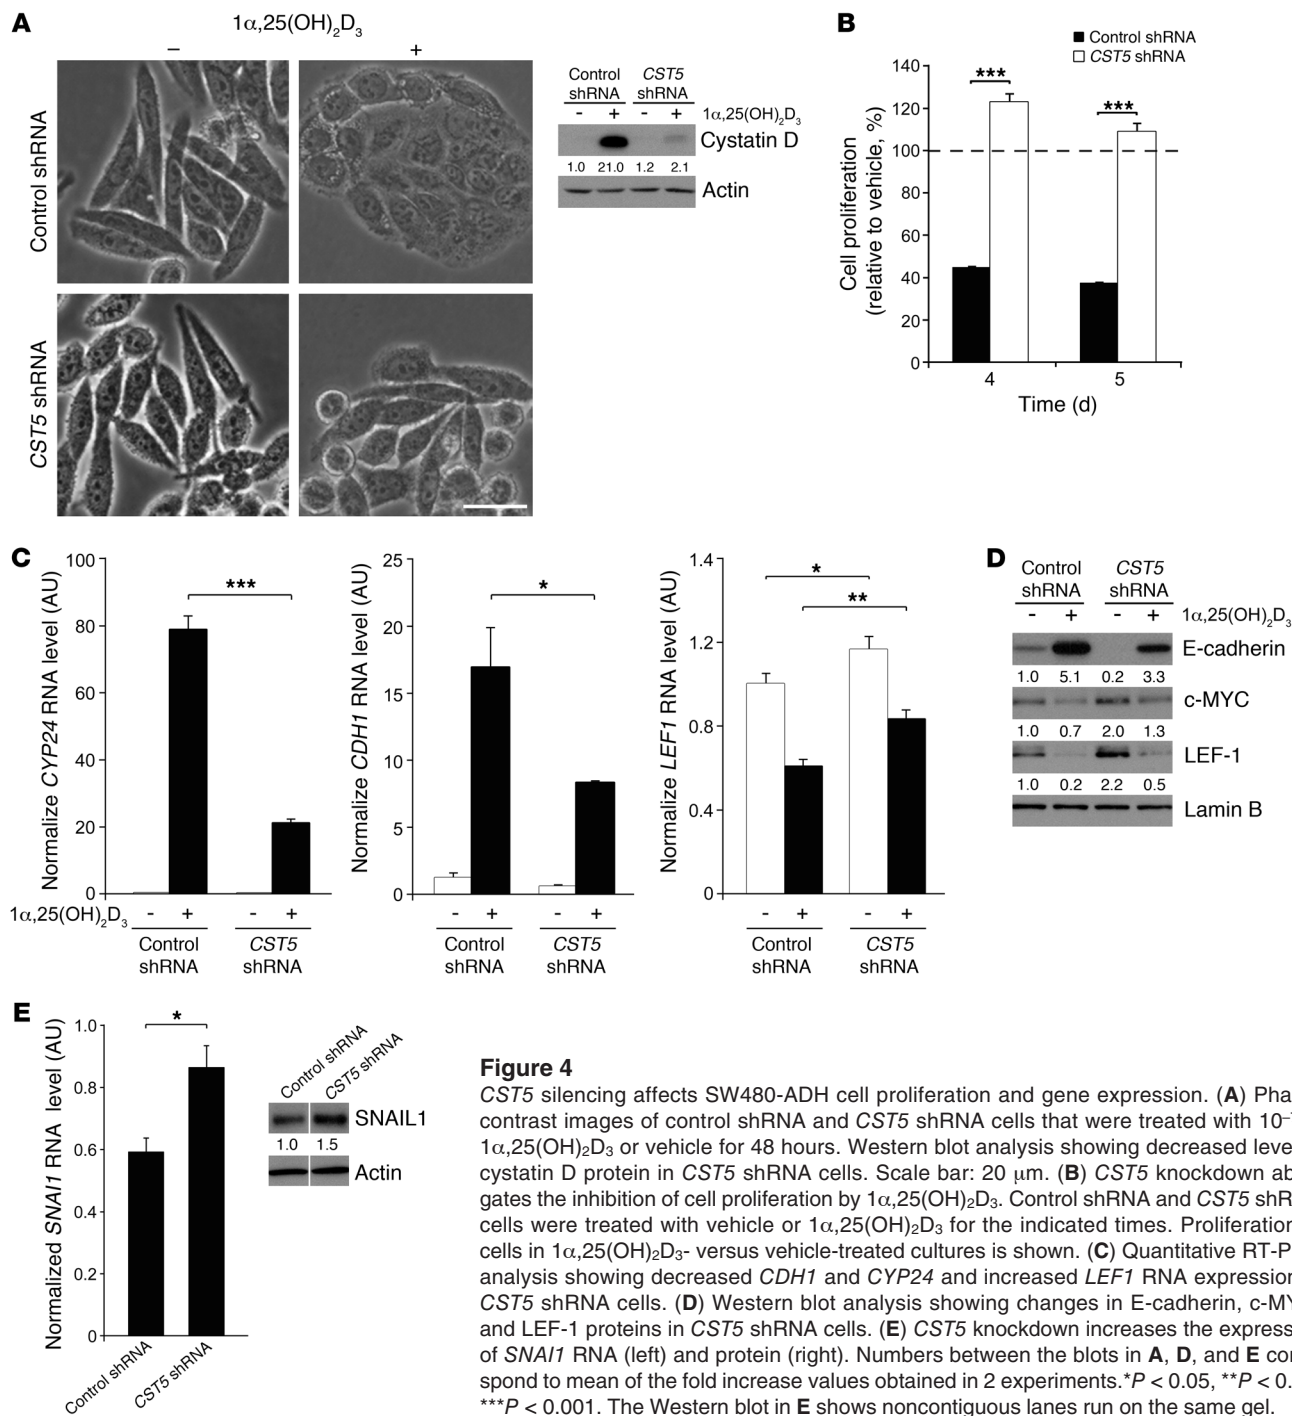 A
1α,25(OH)₂D₃
– +
Control shRNA
CST5 shRNA
Control shRNA CST5 shRNA
- + - + 1α,25(OH)₂D₃
Cystatin D
1.0 21.0 1.2 2.1
Actin
B
Control shRNA
CST5 shRNA
Cell proliferation
(relative to vehicle, %)
140
120
100
80
60
40
20
0
*** ***
4 5
Time (d)
C
Normalize CYP24 RNA level (AU)
100
80
60
40
20
0
***
1α,25(OH)₂D₃ - + - +
Control shRNA CST5 shRNA
Normalize CDH1 RNA level (AU)
25
20
15
10
5
0
*
- + - +
Control shRNA CST5 shRNA
Normalize LEF1 RNA level (AU)
1.4
1.2
0.8
0.4
0
*
**
- + - +
Control shRNA CST5 shRNA
D
Control shRNA CST5 shRNA
- + - + 1α,25(OH)₂D₃
E-cadherin
1.0 5.1 0.2 3.3
c-MYC
1.0 0.7 2.0 1.3
LEF-1
1.0 0.2 2.2 0.5
Lamin B
E
Normalized SNAI1 RNA level (AU)
1.0
0.8
0.6
0.4
0.2
0
*
Control shRNA
CST5 shRNA
Control shRNA
CST5 shRNA
SNAIL1
1.0 1.5
Actin
Figure 4
CST5 silencing affects SW480-ADH cell proliferation and gene expression. (A) Pha
contrast images of control shRNA and CST5 shRNA cells that were treated with 10⁻
1α,25(OH)₂D₃ or vehicle for 48 hours. Western blot analysis showing decreased leve
cystatin D protein in CST5 shRNA cells. Scale bar: 20 μm. (B) CST5 knockdown ab
gates the inhibition of cell proliferation by 1α,25(OH)₂D₃. Control shRNA and CST5 shR
cells were treated with vehicle or 1α,25(OH)₂D₃ for the indicated times. Proliferation
cells in 1α,25(OH)₂D₃- versus vehicle-treated cultures is shown. (C) Quantitative RT-P
analysis showing decreased CDH1 and CYP24 and increased LEF1 RNA expression
CST5 shRNA cells. (D) Western blot analysis showing changes in E-cadherin, c-MY
and LEF-1 proteins in CST5 shRNA cells. (E) CST5 knockdown increases the express
of SNAI1 RNA (left) and protein (right). Numbers between the blots in A, D, and E cor
spond to mean of the fold increase values obtained in 2 experiments.*P < 0.05, **P < 0.
***P < 0.001. The Western blot in E shows noncontiguous lanes run on the same gel.